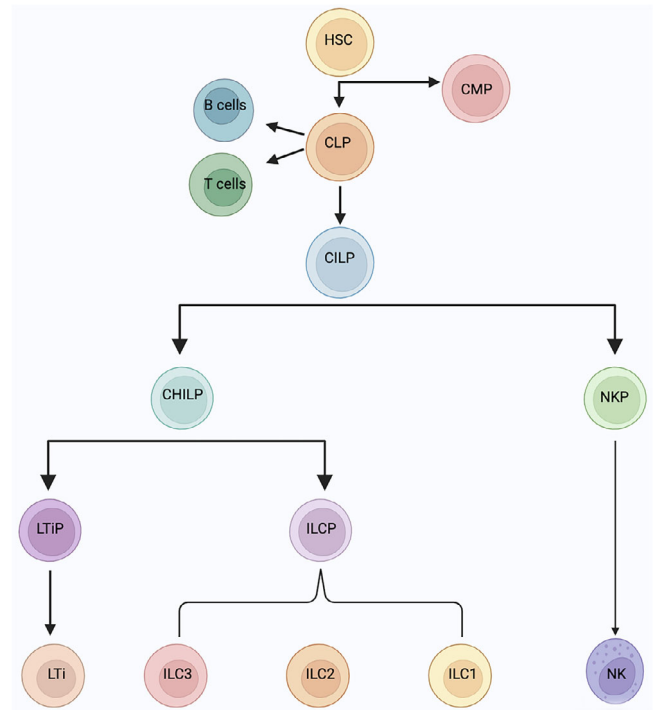 HSC
CMP
B cells
CLP
T cells
CILP
CHILP
NKP
LTiP
ILCP
LTi
ILC3
ILC2
ILC1
NK